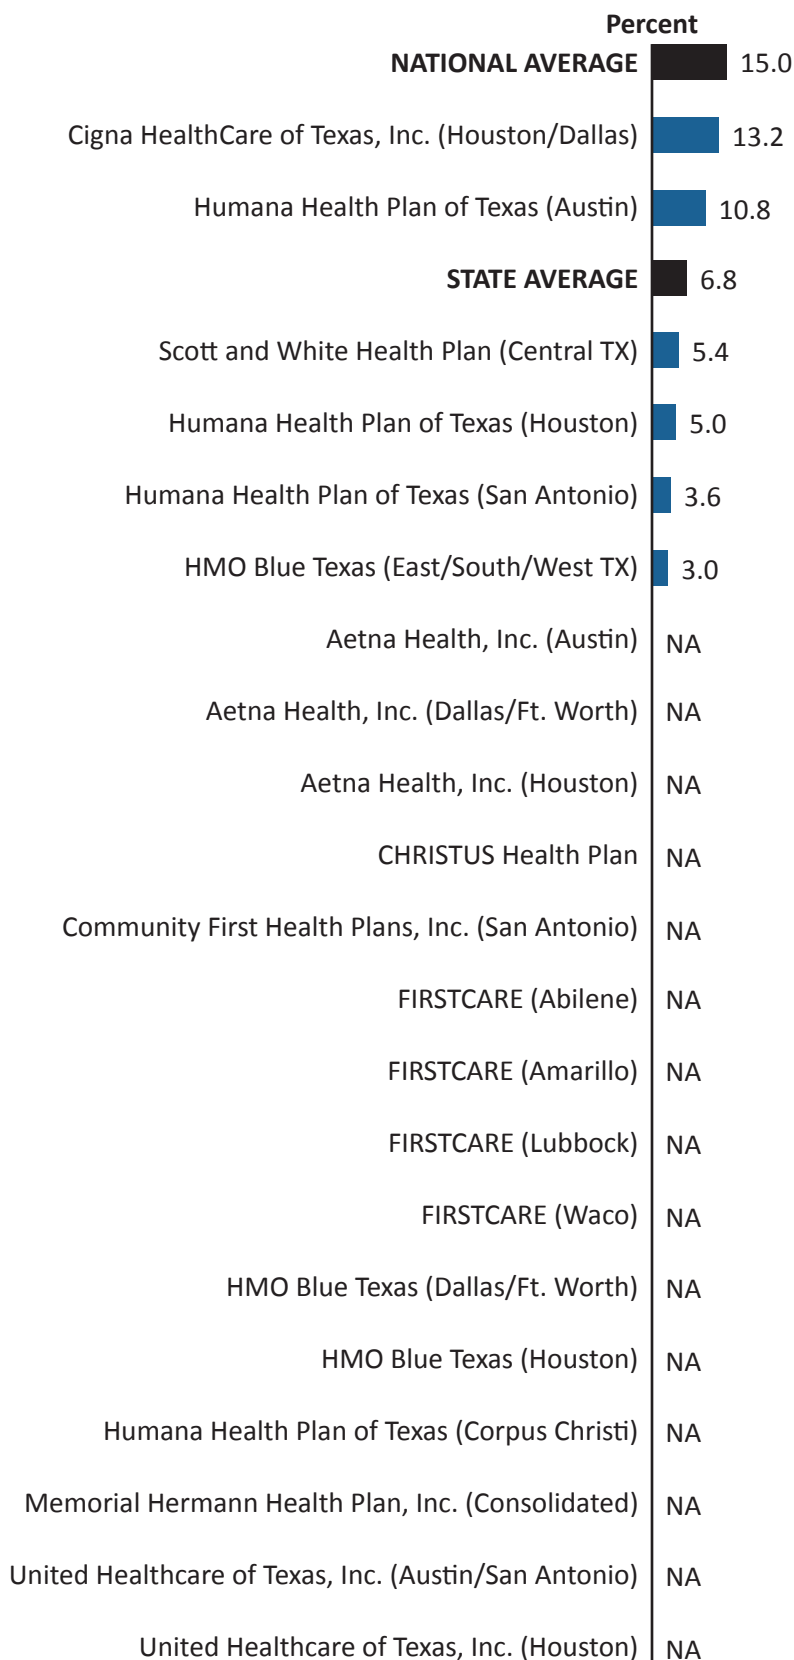 Percent
NATIONAL AVERAGE 15.0
Cigna HealthCare of Texas, Inc. (Houston/Dallas) 13.2
Humana Health Plan of Texas (Austin) 10.8
STATE AVERAGE 6.8
Scott and White Health Plan (Central TX) 5.4
Humana Health Plan of Texas (Houston) 5.0
Humana Health Plan of Texas (San Antonio) 3.6
HMO Blue Texas (East/South/West TX) 3.0
Aetna Health, Inc. (Austin) NA
Aetna Health, Inc. (Dallas/Ft. Worth) NA
Aetna Health, Inc. (Houston) NA
CHRISTUS Health Plan NA
Community First Health Plans, Inc. (San Antonio) NA
FIRSTCARE (Abilene) NA
FIRSTCARE (Amarillo) NA
FIRSTCARE (Lubbock) NA
FIRSTCARE (Waco) NA
HMO Blue Texas (Dallas/Ft. Worth) NA
HMO Blue Texas (Houston) NA
Humana Health Plan of Texas (Corpus Christi) NA
Memorial Hermann Health Plan, Inc. (Consolidated) NA
United Healthcare of Texas, Inc. (Austin/San Antonio) NA
United Healthcare of Texas, Inc. (Houston) NA